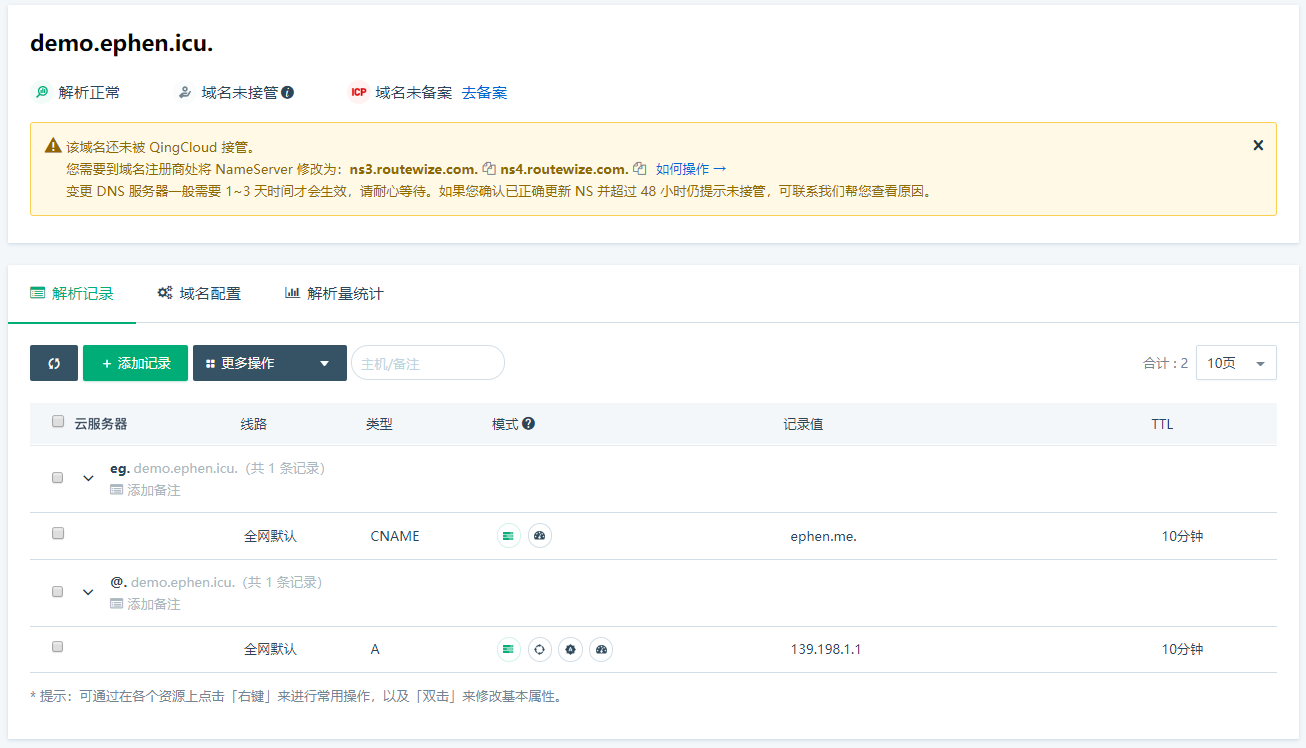 demo.ephen.icu.
解析正常 域名未接管 ICP 域名未备案 去备案
该域名还未被 QingCloud 接管。
您需要到域名注册商处将 NameServer 修改为： ns3.routewize.com. ns4.routewize.com. 如何操作 →
变更 DNS 服务器一般需要 1~3 天时间才会生效，请耐心等待。如果您确认已正确更新 NS 并超过 48 小时仍提示未接管，可联系我们帮您查看原因。
解析记录 域名配置 解析量统计
+ 添加记录 更多操作 主机/备注 合计 : 2 10页
云服务器 线路 类型 模式 记录值 TTL
eg. demo.ephen.icu. (共 1 条记录)
添加备注
全网默认 CNAME ephen.me. 10分钟
@. demo.ephen.icu. (共 1 条记录)
添加备注
全网默认 A 139.198.1.1 10分钟
* 提示：可通过在各个资源上点击「右键」来进行常用操作，以及「双击」来修改基本属性。